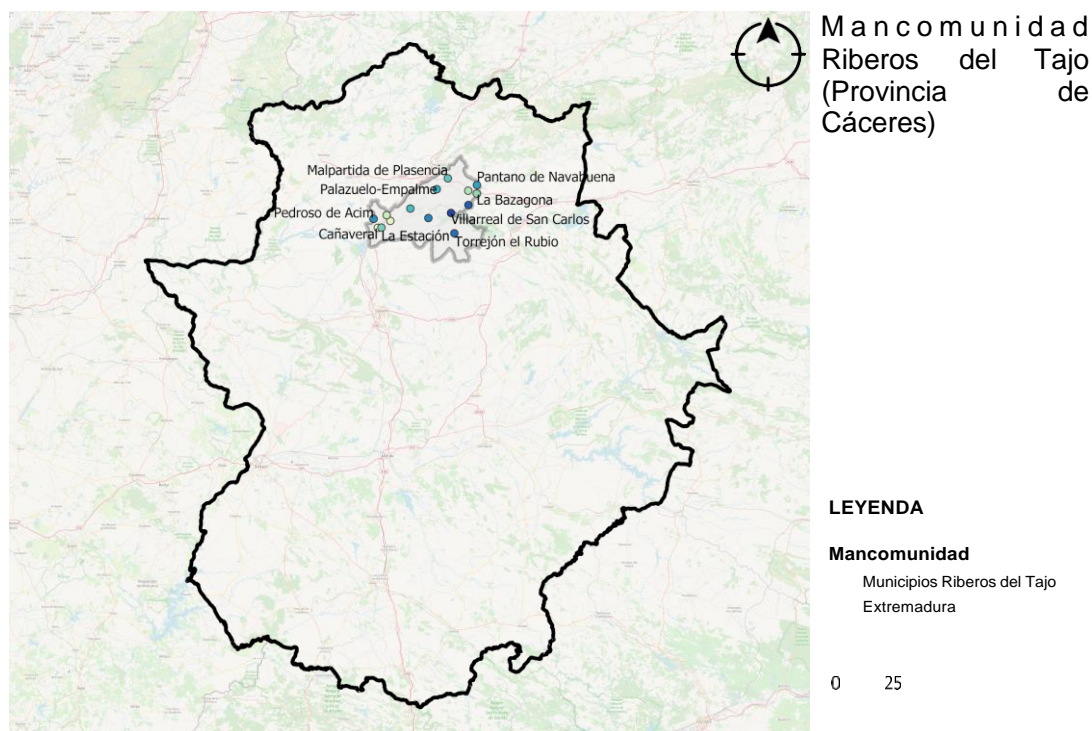 Mancomunidad
Riberos del Tajo
(Provincia de
Cáceres)
Malpartida de Plasencia
Pantano de Navabuena
Palazuelo-Empalme
La Bazagona
Pedroso de Acim
Villarreal de San Carlos
Cañaveral
La Estación
Torrejón el Rubio
LEYENDA
Mancomunidad
Municipios Riberos del Tajo
Extremadura
0 25